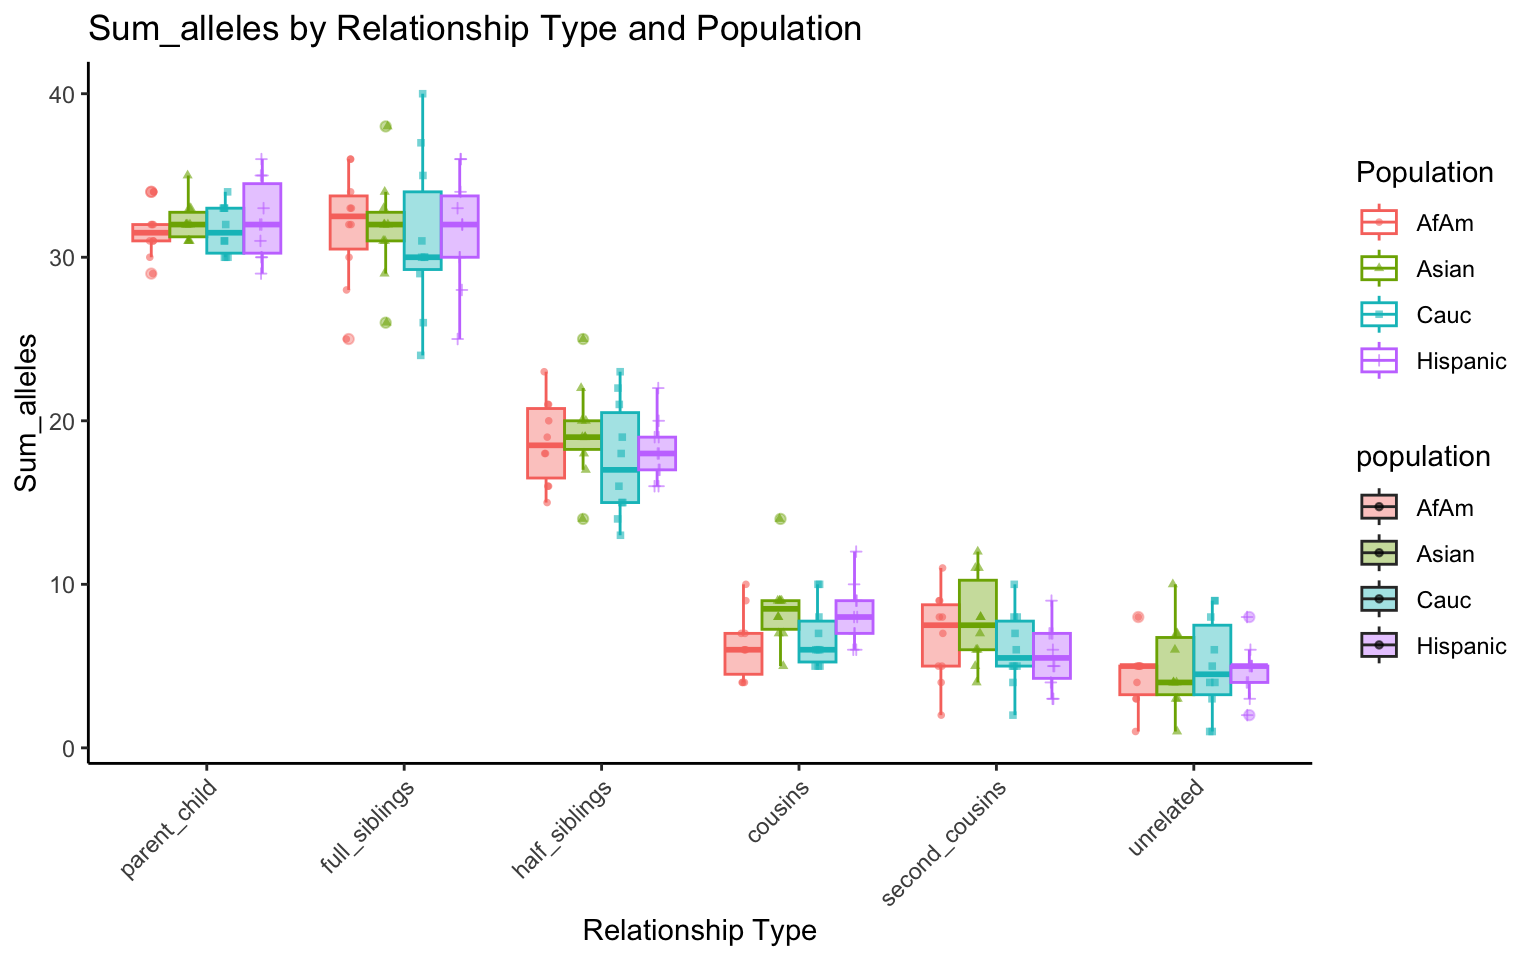 Sum_alleles by Relationship Type and Population
Sum_alleles
40
30
20
10
0
parent_child
full_siblings
half_siblings
cousins
second_cousins
unrelated
Relationship Type
Population
AfAm
Asian
Cauc
Hispanic
population
AfAm
Asian
Cauc
Hispanic